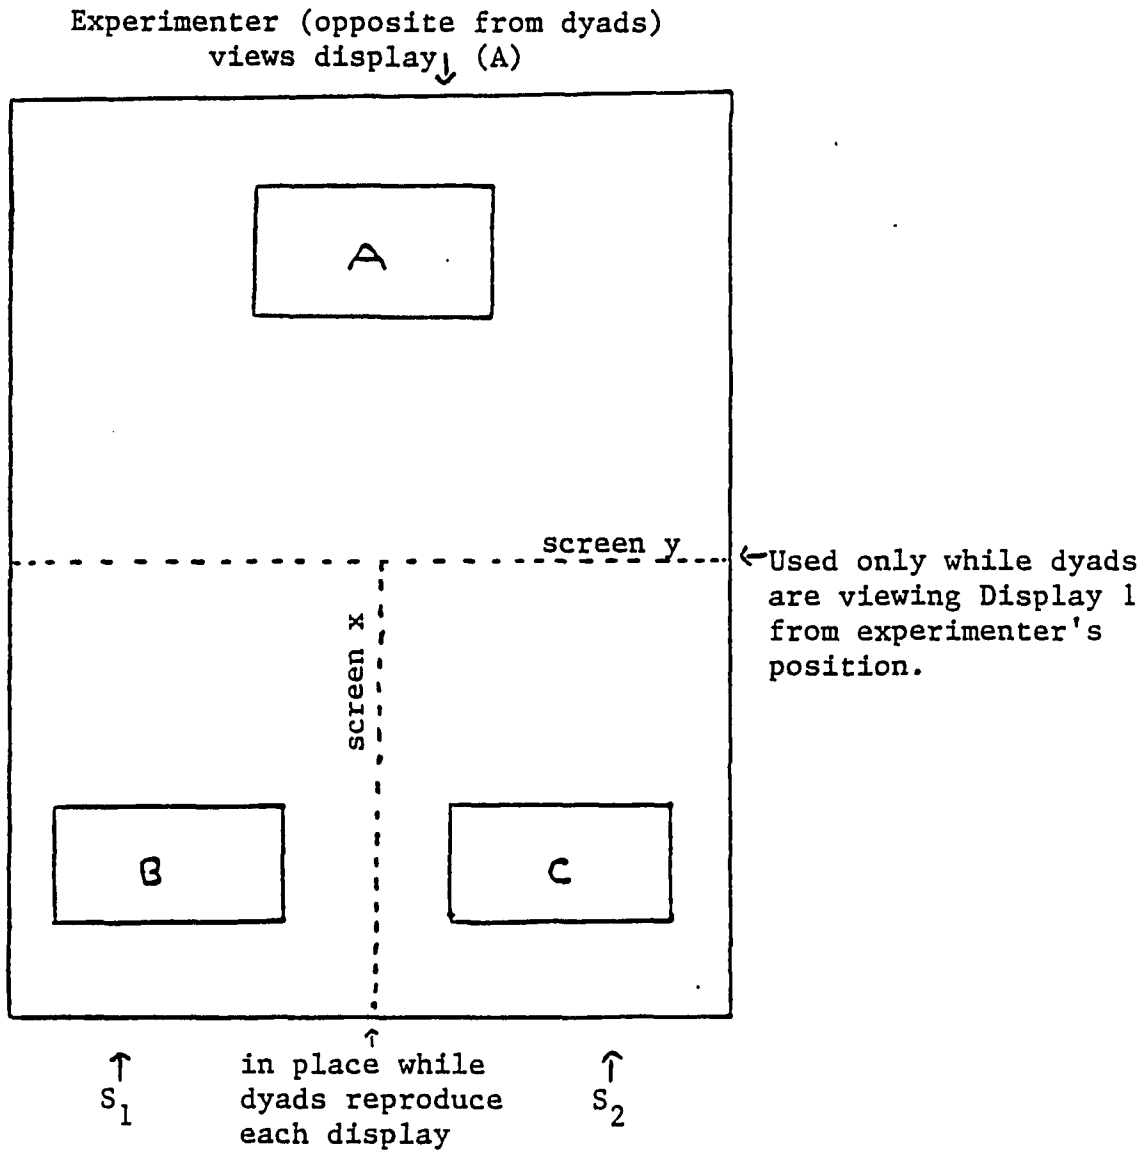 Experimenter (opposite from dyads)
views display (A)
A
screen y
Used only while dyads
are viewing Display 1
from experimenter's
position.
screen x
B
C
S1
in place while
dyads reproduce
each display
S2